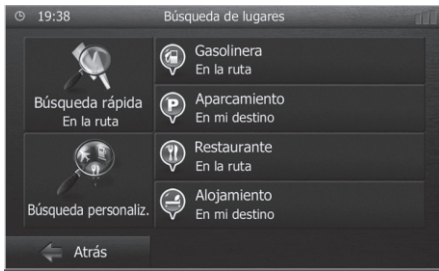 19:38
Búsqueda de lugares
Búsqueda rápida
En la ruta
Búsqueda personaliz.
Gasolinera
En la ruta
P
Aparcamiento
En mi destino
Restaurante
En la ruta
Alojamiento
En mi destino
Atrás